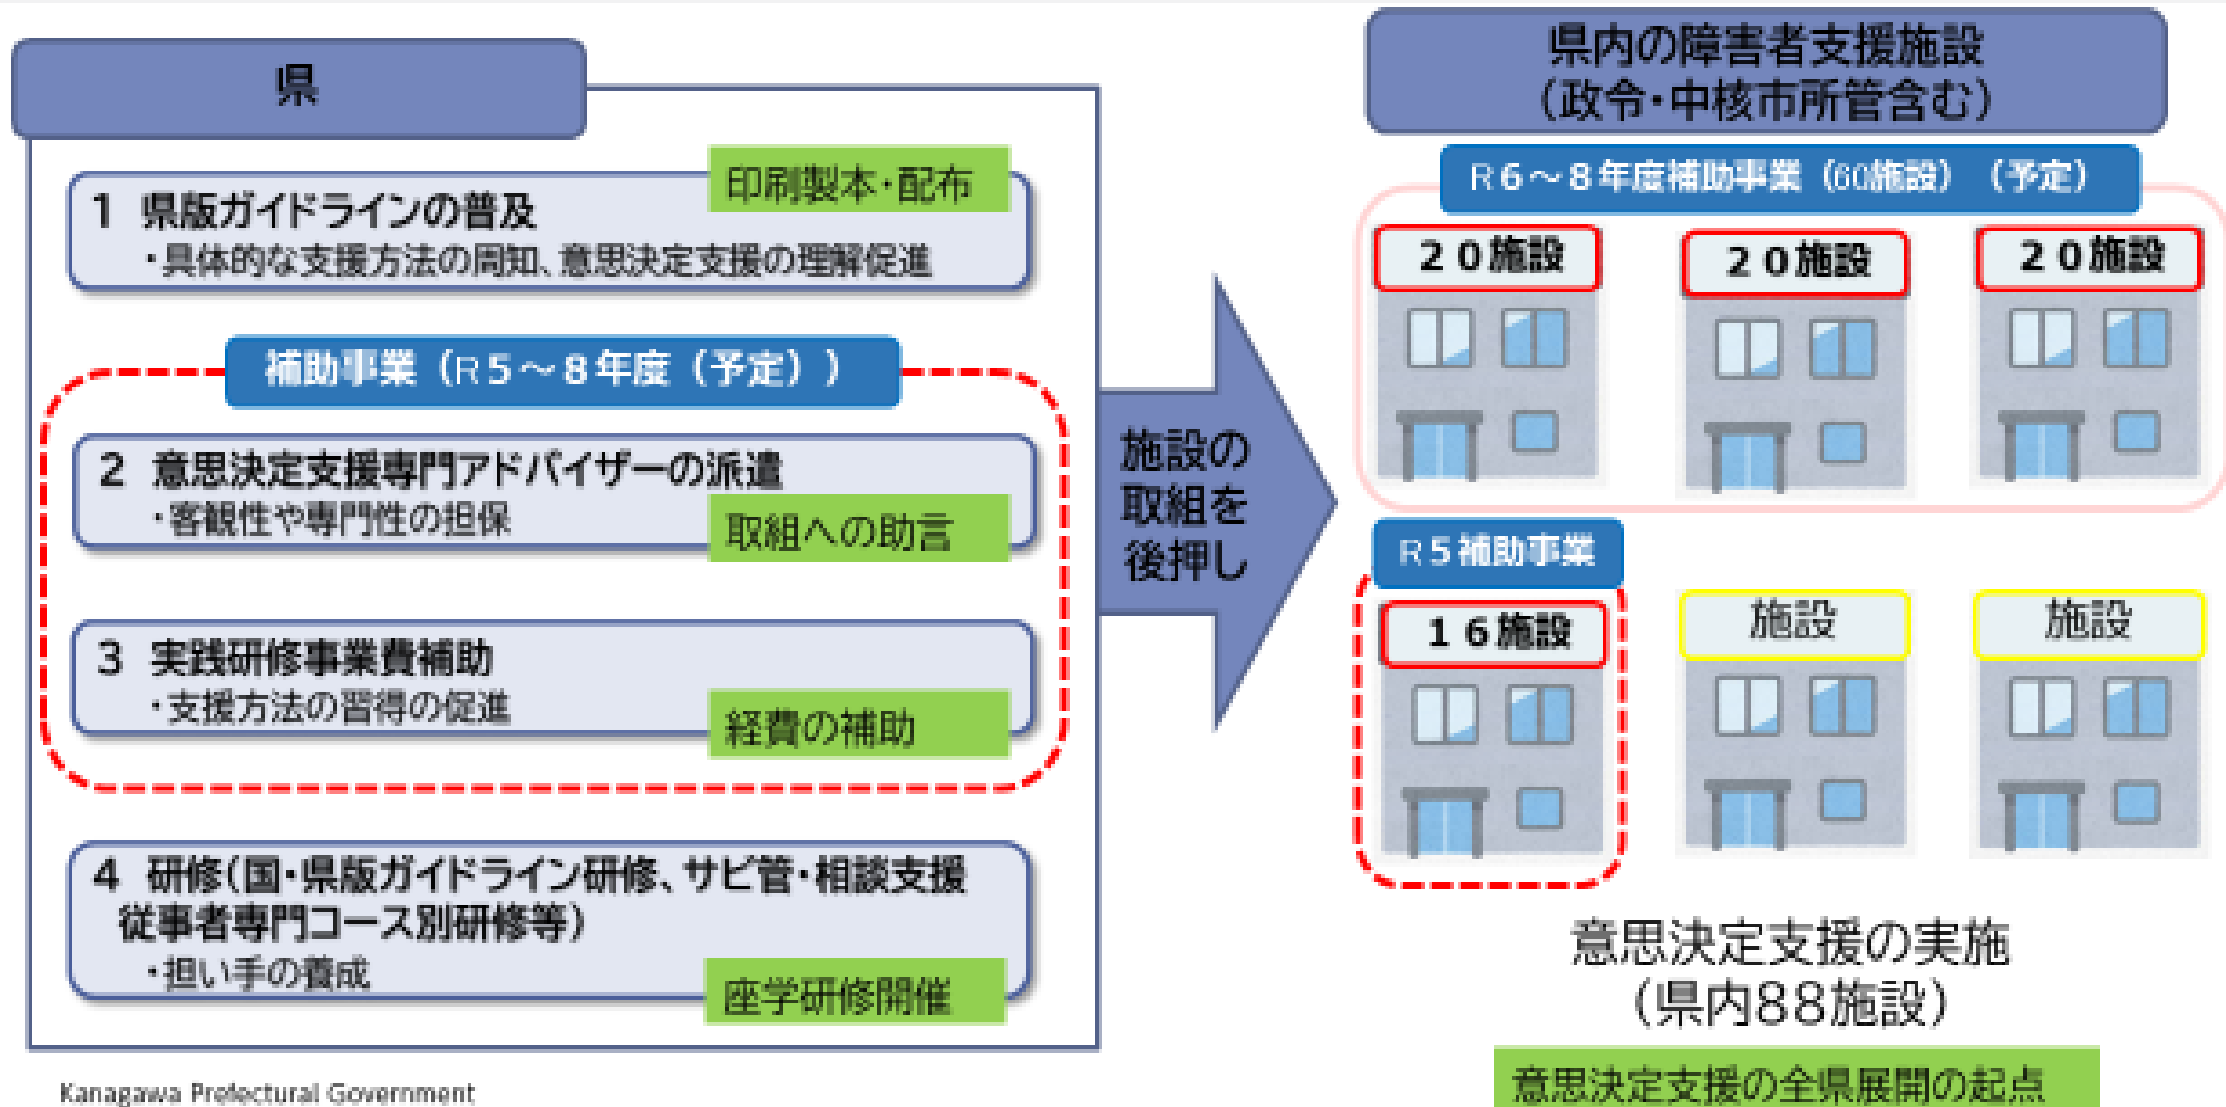 県
1 県版ガイドラインの普及
・具体的な支援方法の周知、意思決定支援の理解促進
印刷製本・配布
補助事業（R５～８年度（予定））
2 意思決定支援専門アドバイザーの派遣
・客観性や専門性の担保
取組への助言
3 実践研修事業費補助
・支援方法の習得の促進
経費の補助
4 研修（国・県版ガイドライン研修、サビ管・相談支援
従事者専門コース別研修等）
・担い手の養成
座学研修開催
施設の
取組を
後押し
県内の障害者支援施設
（政令・中核市所管含む）
R６～８年度補助事業（60施設）（予定）
２０施設
２０施設
２０施設
R５補助事業
１６施設
施設
施設
意思決定支援の実施
（県内８８施設）
意思決定支援の全県展開の起点
Kanagawa Prefectural Government